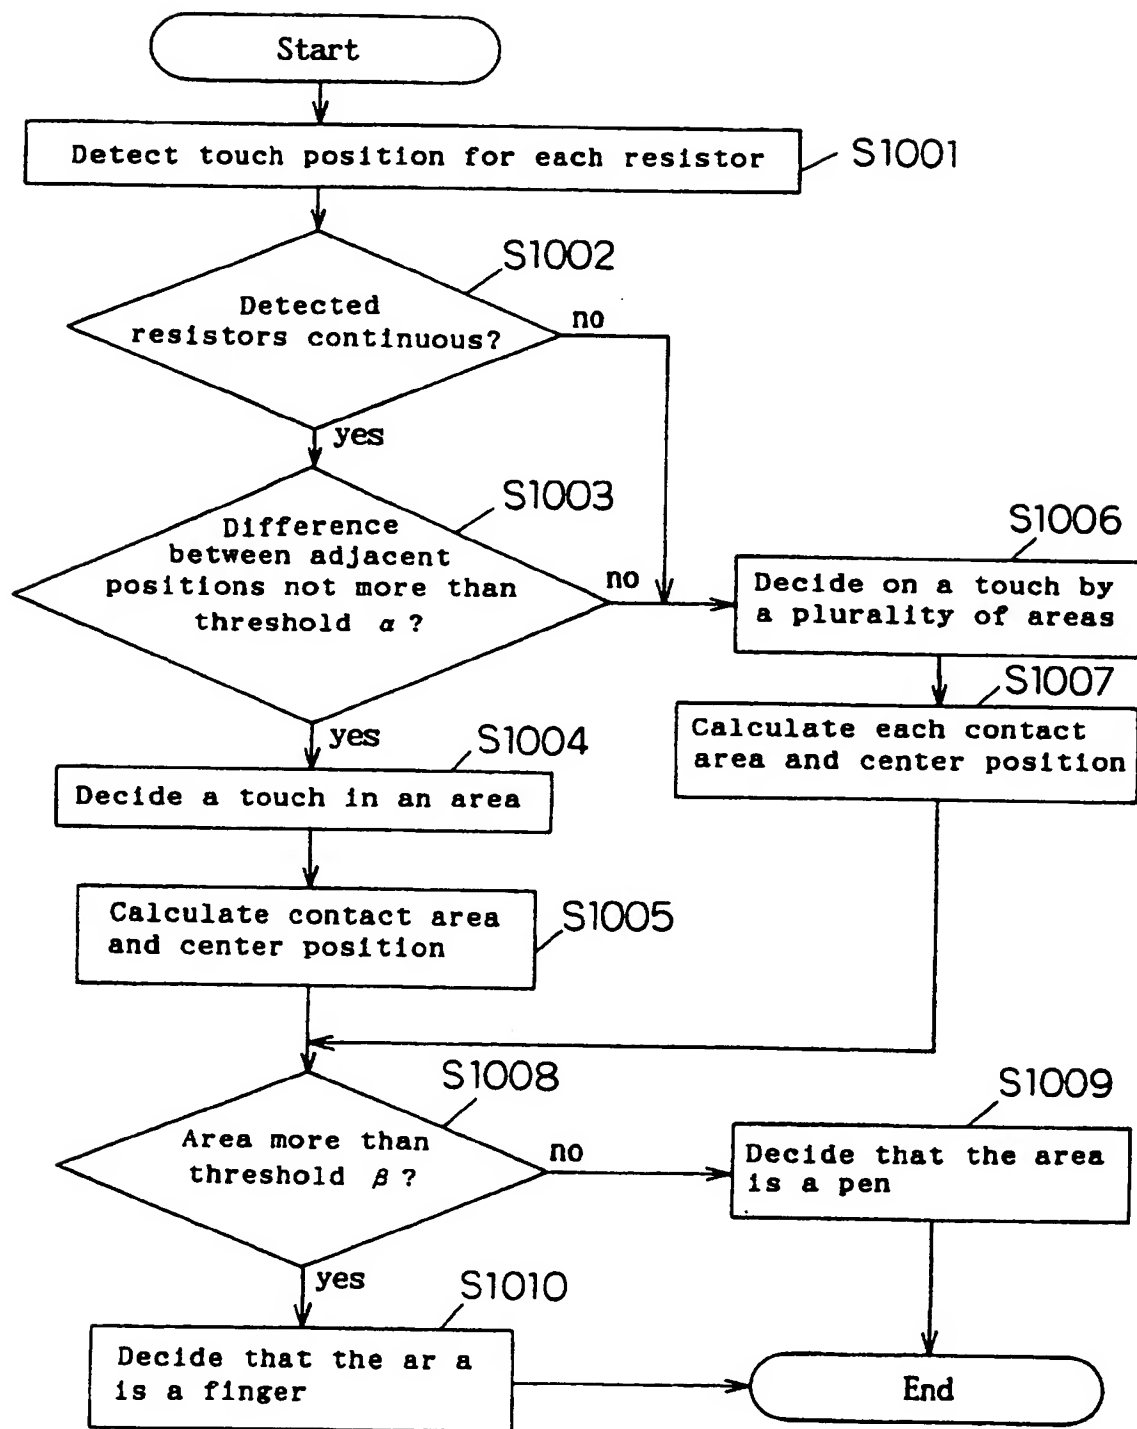 Start
Detect touch position for each resistor
S1001
S1002
Detected
resistors continuous?
no
yes
S1003
Difference
between adjacent
positions not more than
threshold α ?
no
yes
S1006
Decide on a touch by
a plurality of areas
S1007
Calculate each contact
area and center position
S1004
Decide a touch in an area
Calculate contact area
and center position
S1005
S1008
Area more than
threshold β ?
no
yes
S1009
Decide that the area
is a pen
S1010
Decide that the ar a
is a finger
End